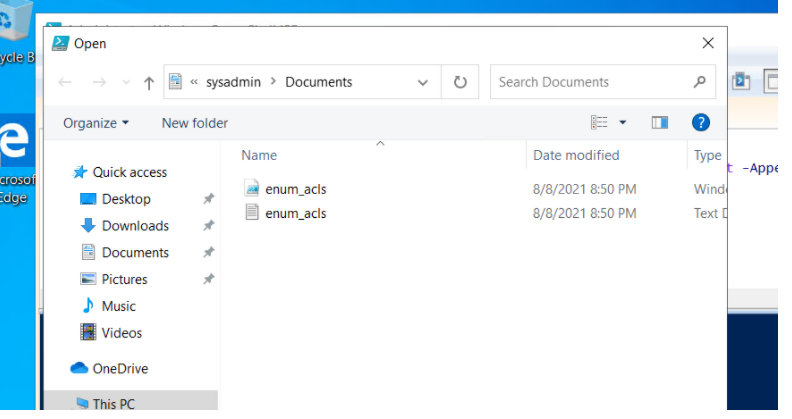 ycle B
Open
« sysadmin > Documents
Search Documents
Organize
New folder
?
Name
Date modified
Type
Quick access
Desktop
Downloads
Documents
Pictures
Music
Videos
OneDrive
This PC
enum_acls
8/8/2021 8:50 PM
Wind
enum_acls
8/8/2021 8:50 PM
Text D
t -Appe
crosof
Edge